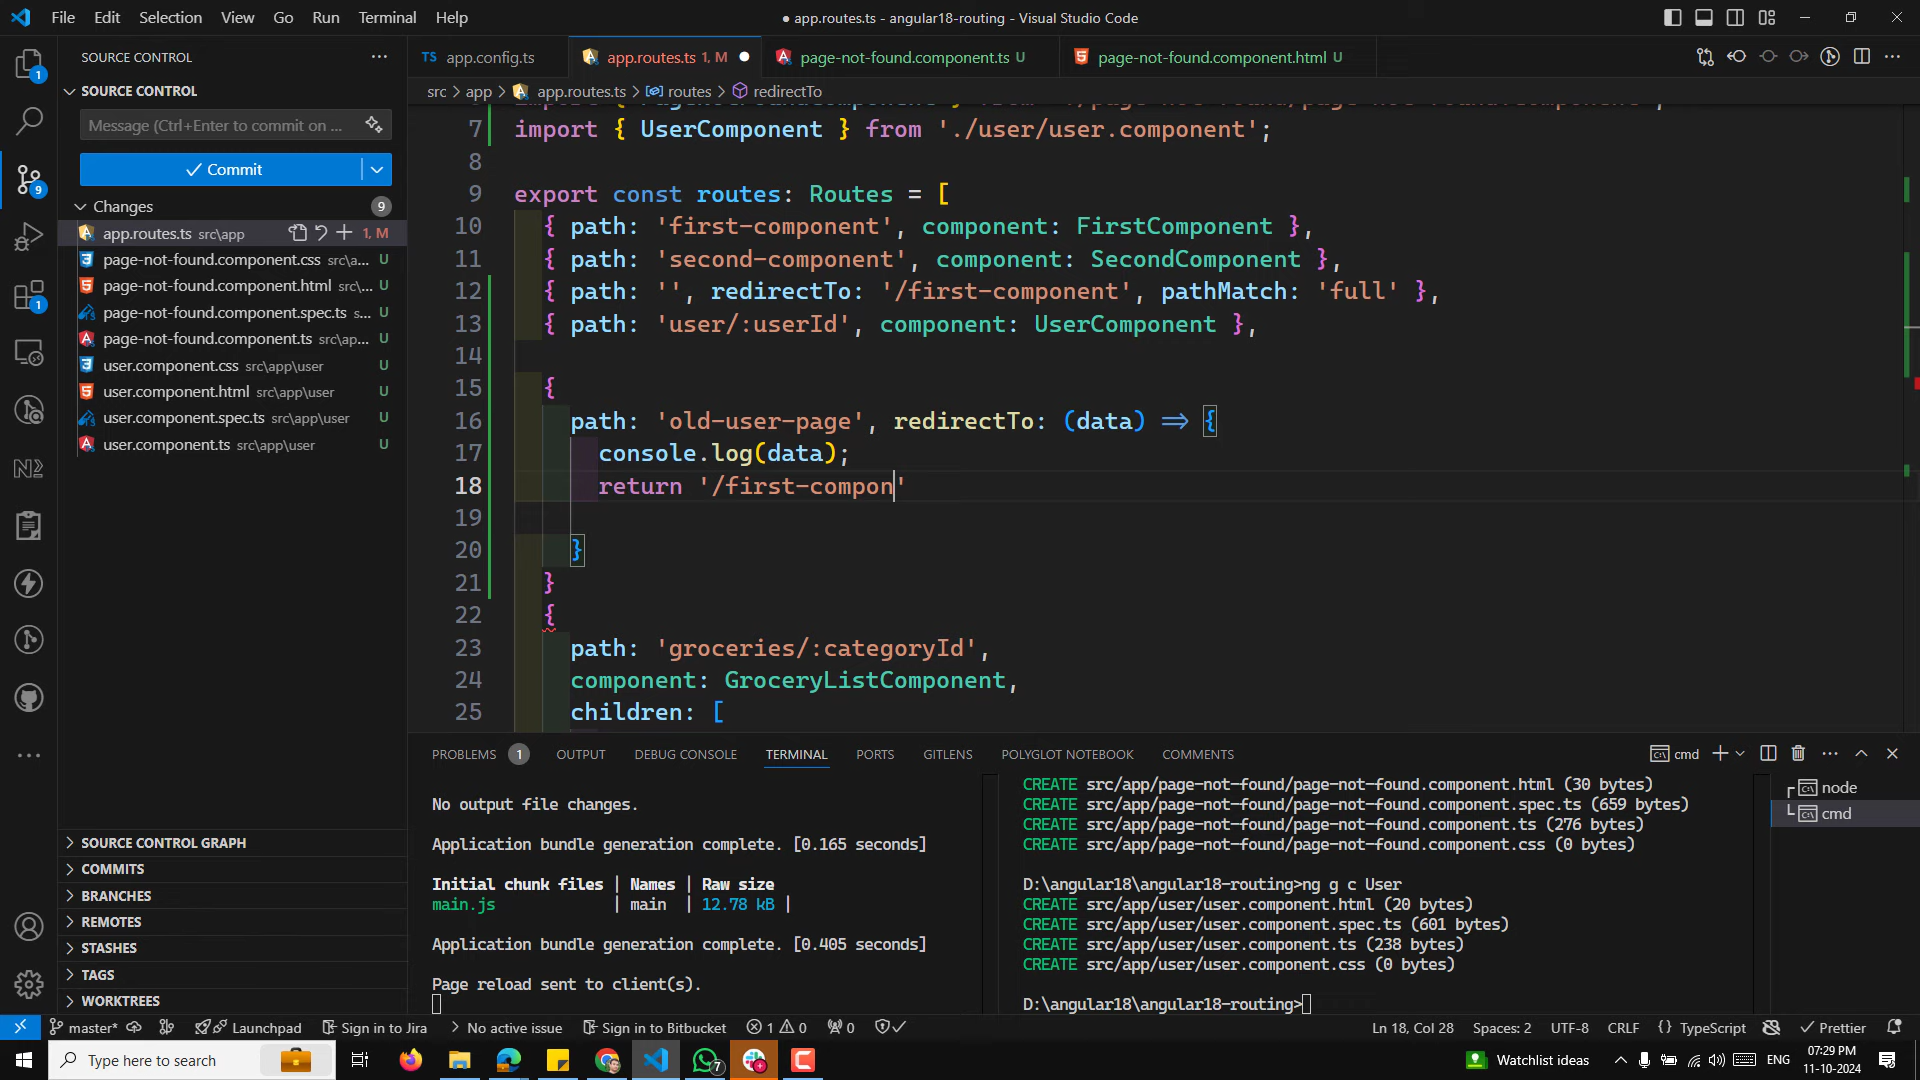 File Edit Selection View Go Run Terminal Help
● app.routes.ts - angular18-routing - Visual Studio Code
SOURCE CONTROL
TS app.config.ts
app.routes.ts 1, M
page-not-found.component.ts U
page-not-found.component.html U
src > app > app.routes.ts > routes > redirectTo
SOURCE CONTROL
Message (Ctrl+Enter to commit on ...
Commit
Changes 9
app.routes.ts src\app 1, M
page-not-found.component.css src\a... U
page-not-found.component.html src\... U
page-not-found.component.spec.ts s... U
page-not-found.component.ts src\ap... U
user.component.css src\app\user U
user.component.html src\app\user U
user.component.spec.ts src\app\user U
user.component.ts src\app\user U
7 import { UserComponent } from './user/user.component';
8
9 export const routes: Routes = [
10 { path: 'first-component', component: FirstComponent },
11 { path: 'second-component', component: SecondComponent },
12 { path: '', redirectTo: '/first-component', pathMatch: 'full' },
13 { path: 'user/:userId', component: UserComponent },
14
15 {
16 path: 'old-user-page', redirectTo: (data) => {
17 console.log(data);
18 return '/first-compon'
19
20 }
21 }
22 {
23 path: 'groceries/:categoryId',
24 component: GroceryListComponent,
25 children: [
PROBLEMS 1 OUTPUT DEBUG CONSOLE TERMINAL PORTS GITLENS POLYGLOT NOTEBOOK COMMENTS
cmd
No output file changes.
Application bundle generation complete. [0.165 seconds]
Initial chunk files | Names | Raw size
main.js | main | 12.78 kB |
Application bundle generation complete. [0.405 seconds]
Page reload sent to client(s).
CREATE src/app/page-not-found/page-not-found.component.html (30 bytes)
CREATE src/app/page-not-found/page-not-found.component.spec.ts (659 bytes)
CREATE src/app/page-not-found/page-not-found.component.ts (276 bytes)
CREATE src/app/page-not-found/page-not-found.component.css (0 bytes)
D:\angular18\angular18-routing>ng g c User
CREATE src/app/user/user.component.html (20 bytes)
CREATE src/app/user/user.component.spec.ts (601 bytes)
CREATE src/app/user/user.component.ts (238 bytes)
CREATE src/app/user/user.component.css (0 bytes)
D:\angular18\angular18-routing>
node
cmd
SOURCE CONTROL GRAPH
COMMITS
BRANCHES
REMOTES
STASHES
TAGS
WORKTREES
master* Launchpad Sign in to Jira No active issue Sign in to Bitbucket 1 0 0
Ln 18, Col 28 Spaces: 2 UTF-8 CRLF { } TypeScript Prettier
Type here to search
7
Watchlist ideas
ENG
07:29 PM
11-10-2024